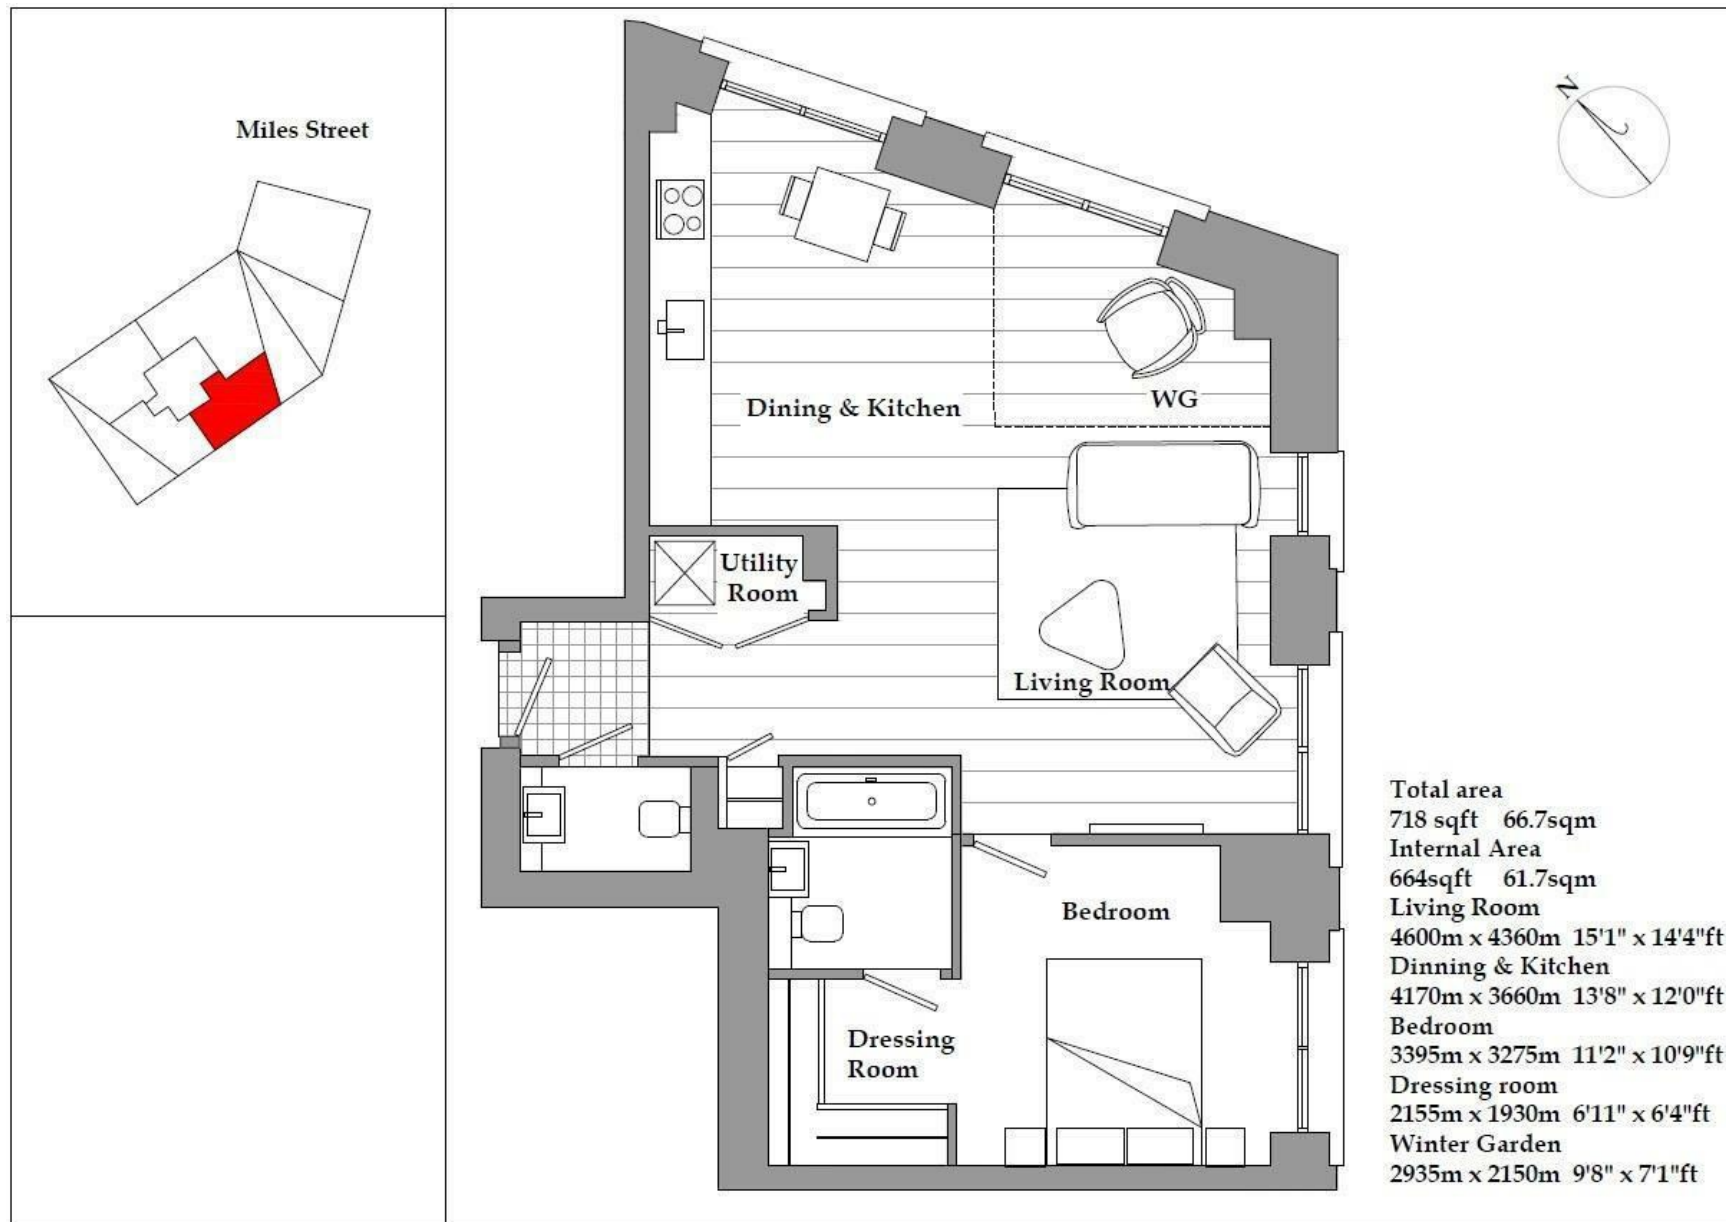 Miles Street
N
Dining & Kitchen
WG
Utility
Room
Living Room
Bedroom
Dressing
Room
Total area
718 sqft 66.7sqm
Internal Area
664sqft 61.7sqm
Living Room
4600m x 4360m 15'1" x 14'4"ft
Dinning & Kitchen
4170m x 3660m 13'8" x 12'0"ft
Bedroom
3395m x 3275m 11'2" x 10'9"ft
Dressing room
2155m x 1930m 6'11" x 6'4"ft
Winter Garden
2935m x 2150m 9'8" x 7'1"ft